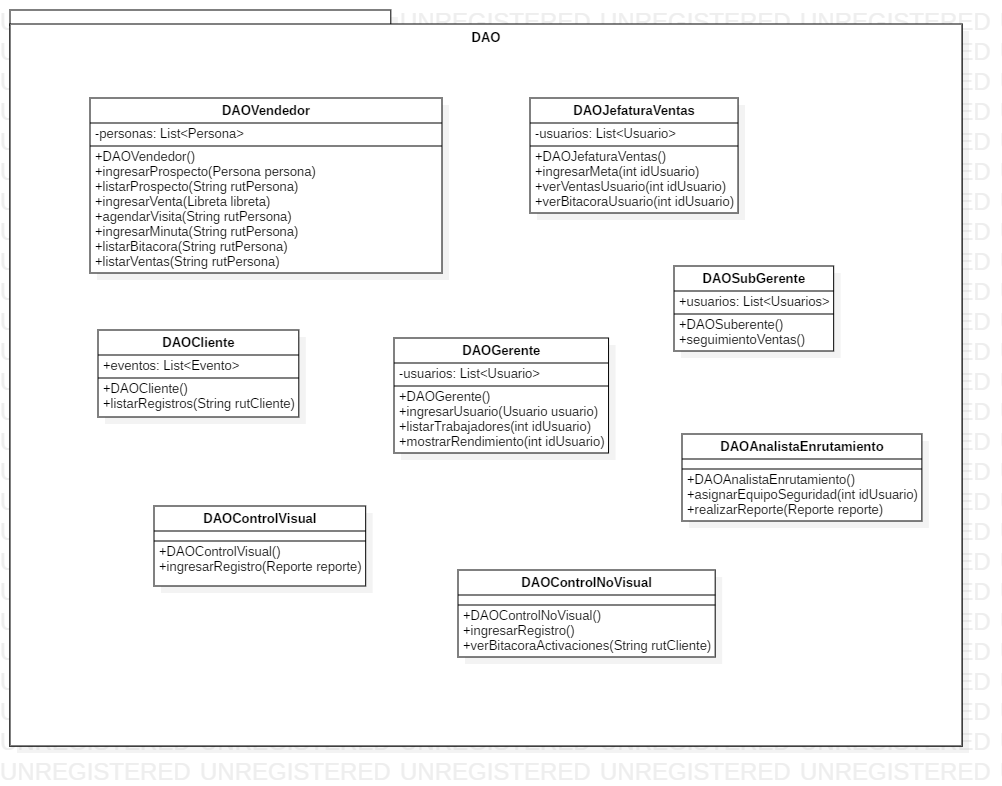 DAO
DAOVendedor
-personas: List<Persona>
+DAOVendedor()
+ingresarProspecto(Persona persona)
+listarProspecto(String rutPersona)
+ingresarVenta(Libreta libreta)
+agendarVisita(String rutPersona)
+ingresarMinuta(String rutPersona)
+listarBitacora(String rutPersona)
+listarVentas(String rutPersona)
DAOJefaturaVentas
-usuarios: List<Usuario>
+DAOJefaturaVentas()
+ingresarMeta(int idUsuario)
+verVentasUsuario(int idUsuario)
+verBitacoraUsuario(int idUsuario)
DAOSubGerente
+usuarios: List<Usuarios>
+DAOSuberente()
+seguimientoVentas()
DAOCliente
+eventos: List<Evento>
+DAOCliente()
+listarRegistros(String rutCliente)
DAOGerente
-usuarios: List<Usuario>
+DAOGerente()
+ingresarUsuario(Usuario usuario)
+listarTrabajadores(int idUsuario)
+mostrarRendimiento(int idUsuario)
DAOAnalistaEnrutamiento
+DAOAnalistaEnrutamiento()
+asignarEquipoSeguridad(int idUsuario)
+realizarReporte(Reporte reporte)
DAOControlVisual
+DAOControlVisual()
+ingresarRegistro(Reporte reporte)
DAOControlNoVisual
+DAOControlNoVisual()
+ingresarRegistro()
+verBitacoraActivaciones(String rutCliente)
UNREGISTERED UNREGISTERED UNREGISTERED UNREGISTERED UNREGISTERED